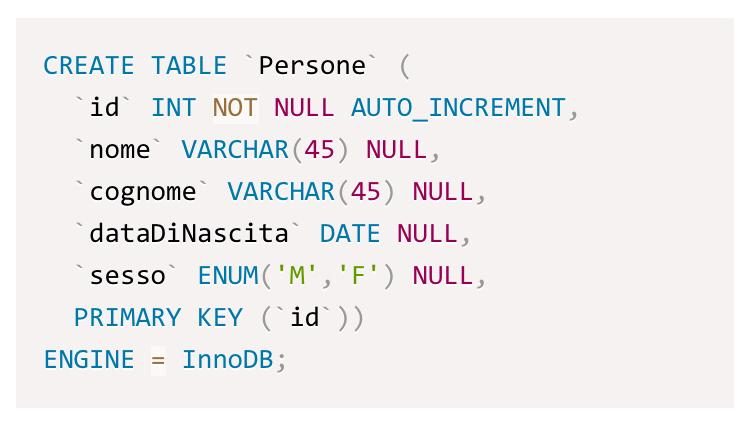 CREATE TABLE `Persone` (
  `id` INT NOT NULL AUTO_INCREMENT,
  `nome` VARCHAR(45) NULL,
  `cognome` VARCHAR(45) NULL,
  `dataDiNascita` DATE NULL,
  `sesso` ENUM('M','F') NULL,
  PRIMARY KEY (`id`))
ENGINE = InnoDB;